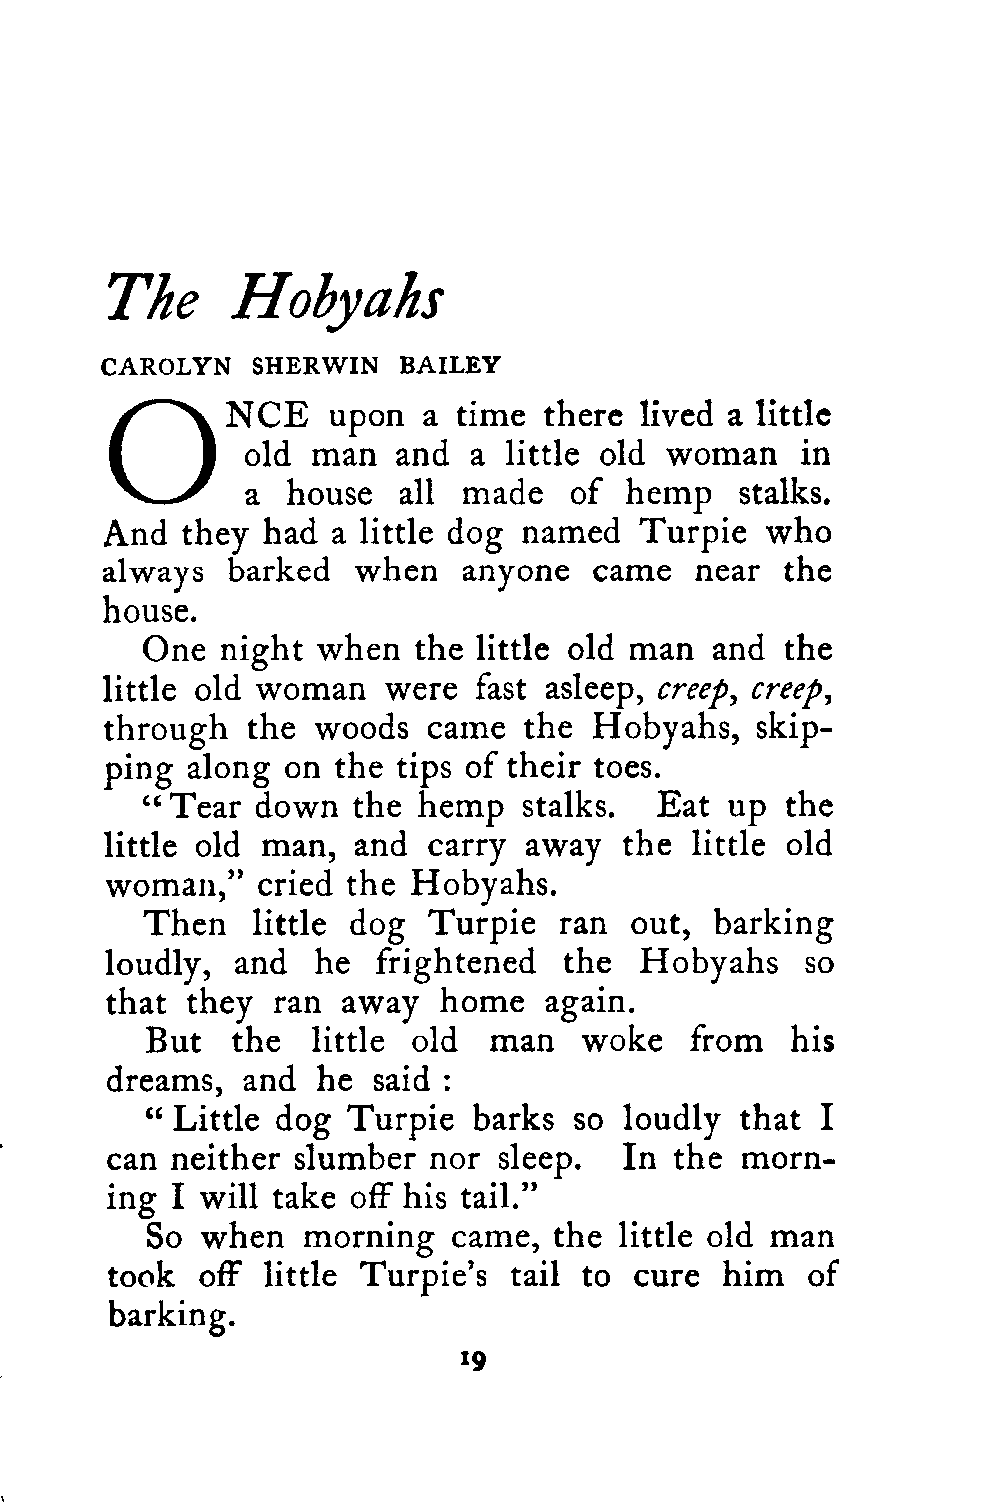 The Hobyahs
CAROLYN SHERWIN BAILEY
ONCE upon a time there lived a little
old man and a little old woman in
a house all made of hemp stalks.
And they had a little dog named Turpie who
always barked when anyone came near the
house.
One night when the little old man and the
little old woman were fast asleep, creep, creep,
through the woods came the Hobyahs, skip-
ping along on the tips of their toes.
“Tear down the hemp stalks. Eat up the
little old man, and carry away the little old
woman,” cried the Hobyahs.
Then little dog Turpie ran out, barking
loudly, and he frightened the Hobyahs so
that they ran away home again.
But the little old man woke from his
dreams, and he said :
“ Little dog Turpie barks so loudly that I
can neither slumber nor sleep. In the morn-
ing I will take off his tail.”
So when morning came, the little old man
took off little Turpie's tail to cure him of
barking.
19